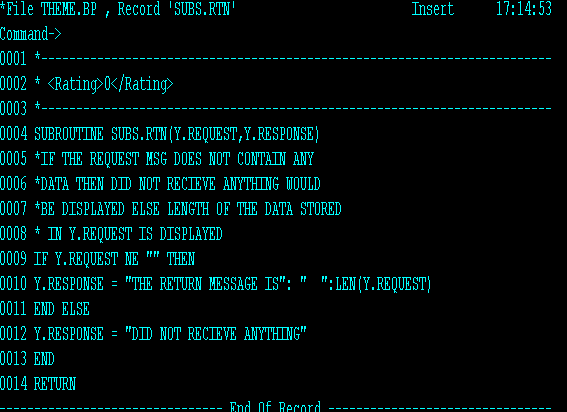 *File THEME.BP , Record 'SUBS.RTN' Insert 17:14:53
Command->
0001 *--------------------------------------------------------------------------
0002 * <Rating>0</Rating>
0003 *--------------------------------------------------------------------------
0004 SUBROUTINE SUBS.RTN(Y.REQUEST,Y.RESPONSE)
0005 *IF THE REQUEST MSG DOES NOT CONTAIN ANY
0006 *DATA THEN DID NOT RECIEVE ANYTHING WOULD
0007 *BE DISPLAYED ELSE LENGTH OF THE DATA STORED
0008 * IN Y.REQUEST IS DISPLAYED
0009 IF Y.REQUEST NE "" THEN
0010 Y.RESPONSE = "THE RETURN MESSAGE IS": "  ":LEN(Y.REQUEST)
0011 END ELSE
0012 Y.RESPONSE = "DID NOT RECIEVE ANYTHING"
0013 END
0014 RETURN
-------------------------------- End Of Record --------------------------------